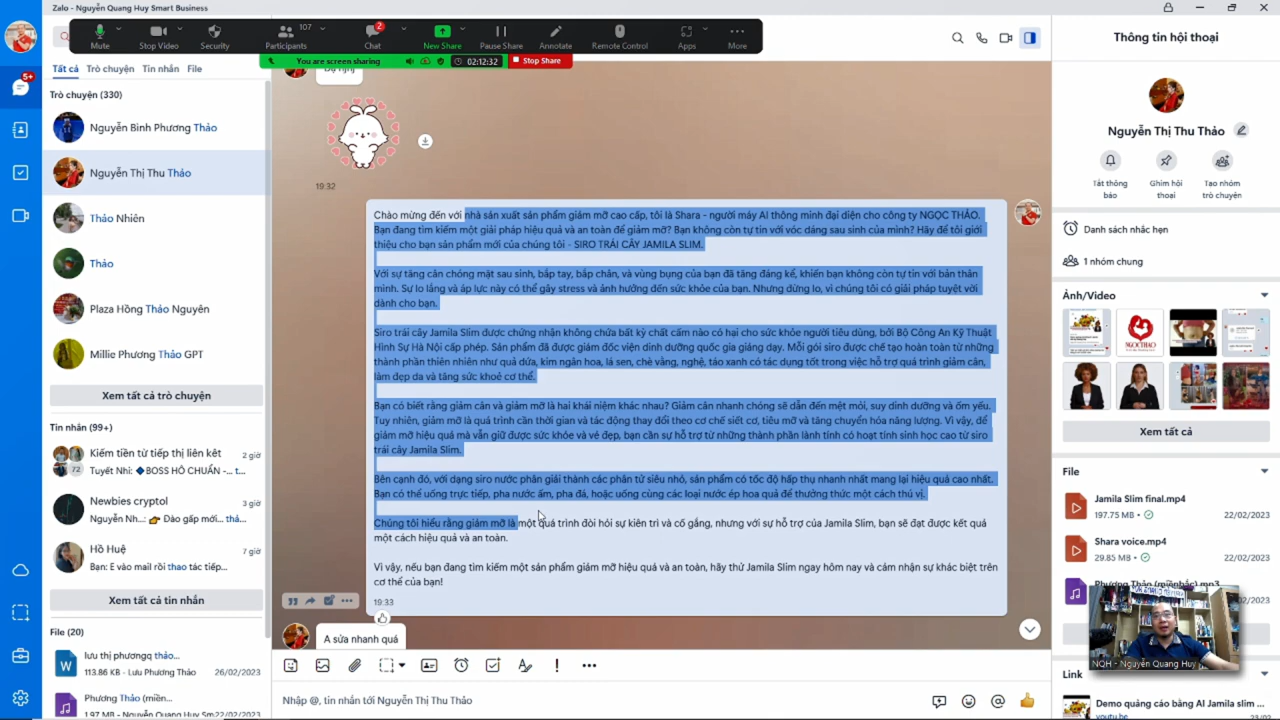 Zalo - Nguyễn Quang Huy Smart Business
Mute
Stop Video
Security
107
Participants
2
Chat
New Share
Pause Share
Annotate
Remote Control
Apps
More
You are screen sharing
02:12:32
Stop Share
5+
Tất cả
Trò chuyện
Tin nhắn
File
Trò chuyện (330)
Nguyễn Bình Phương Thảo
Nguyễn Thị Thu Thảo
Thảo Nhiên
Thảo
Plaza Hồng Thảo Nguyên
Millie Phương Thảo GPT
Xem tất cả trò chuyện
Tin nhắn (99+)
Kiếm tiền từ tiếp thị liên kết
2 giờ
72
Tuyết Nhi: 🔷BOSS HỒ CHUẨN -... t...
Newbies cryptol
3 giờ
Nguyễn Nh...: 👉 Đào gấp mới... thả...
Hồ Huệ
7 giờ
Bạn: E vào mail rồi thao tác tiếp...
Xem tất cả tin nhắn
File (20)
lưu thị phươngq thảo...
113.86 KB - Lưu Phương Thảo
26/02/2023
Phương Thảo (miền...
1.97 MB - Nguyễn Quang Huy Sm...
22/02/2023
19:32
Chào mừng đến với nhà sản xuất sản phẩm giảm mỡ cao cấp, tôi là Shara - người máy AI thông minh đại diện cho công ty NGỌC THẢO.
Bạn đang tìm kiếm một giải pháp hiệu quả và an toàn để giảm mỡ? Bạn không còn tự tin với vóc dáng sau sinh của mình? Hãy để tôi giới
thiệu cho bạn sản phẩm mới của chúng tôi - SIRO TRÁI CÂY JAMILA SLIM.
Với sự tăng cân chóng mặt sau sinh, bắp tay, bắp chân, và vùng bụng của bạn đã tăng đáng kể, khiến bạn không còn tự tin với bản thân
mình. Sự lo lắng và áp lực này có thể gây stress và ảnh hưởng đến sức khỏe của bạn. Nhưng đừng lo, vì chúng tôi có giải pháp tuyệt vời
dành cho bạn.
Siro trái cây Jamila Slim được chứng nhận không chứa bất kỳ chất cấm nào có hại cho sức khỏe người tiêu dùng, bởi Bộ Công An Kỹ Thuật
Hình Sự Hà Nội cấp phép. Sản phẩm đã được giám đốc viện dinh dưỡng quốc gia giảng dạy. Mỗi gói siro được chế tạo hoàn toàn từ những
thành phần thiên nhiên như quả dứa, kim ngân hoa, lá sen, chè vằng, nghệ, táo xanh có tác dụng tốt trong việc hỗ trợ quá trình giảm cân,
làm đẹp da và tăng sức khoẻ cơ thể.
Bạn có biết rằng giảm cân và giảm mỡ là hai khái niệm khác nhau? Giảm cân nhanh chóng sẽ dẫn đến mệt mỏi, suy dinh dưỡng và ốm yếu.
Tuy nhiên, giảm mỡ là quá trình cần thời gian và tác động thay đổi theo cơ chế siết cơ, tiêu mỡ và tăng chuyển hóa năng lượng. Vì vậy, để
giảm mỡ hiệu quả mà vẫn giữ được sức khỏe và vẻ đẹp, bạn cần sự hỗ trợ từ những thành phần lành tính có hoạt tính sinh học cao từ siro
trái cây Jamila Slim.
Bên cạnh đó, với dạng siro nước phân giải thành các phân tử siêu nhỏ, sản phẩm có tốc độ hấp thụ nhanh nhất mang lại hiệu quả cao nhất.
Bạn có thể uống trực tiếp, pha nước ấm, pha đá, hoặc uống cùng các loại nước ép hoa quả để thưởng thức một cách thú vị.
Chúng tôi hiểu rằng giảm mỡ là một quá trình đòi hỏi sự kiên trì và cố gắng, nhưng với sự hỗ trợ của Jamila Slim, bạn sẽ đạt được kết quả
một cách hiệu quả và an toàn.
Vì vậy, nếu bạn đang tìm kiếm một sản phẩm giảm mỡ hiệu quả và an toàn, hãy thử Jamila Slim ngay hôm nay và cảm nhận sự khác biệt trên
cơ thể của bạn!
19:33
A sửa nhanh quá
Nhập @, tin nhắn tới Nguyễn Thị Thu Thảo
Thông tin hội thoại
Nguyễn Thị Thu Thảo
Tắt thông
báo
Ghim hội
thoại
Tạo nhóm
trò chuyện
Danh sách nhắc hẹn
1 nhóm chung
Ảnh/Video
NGỌC THẢO
Xem tất cả
File
Jamila Slim final.mp4
197.75 MB
22/02/2023
Shara voice.mp4
29.85 MB
22/02/2023
Phương Thảo (miền bắc).mp3
22/02/2023
NQH - Nguyễn Quang Huy
Link
Demo quảng cáo bằng AI Jamila slim ...